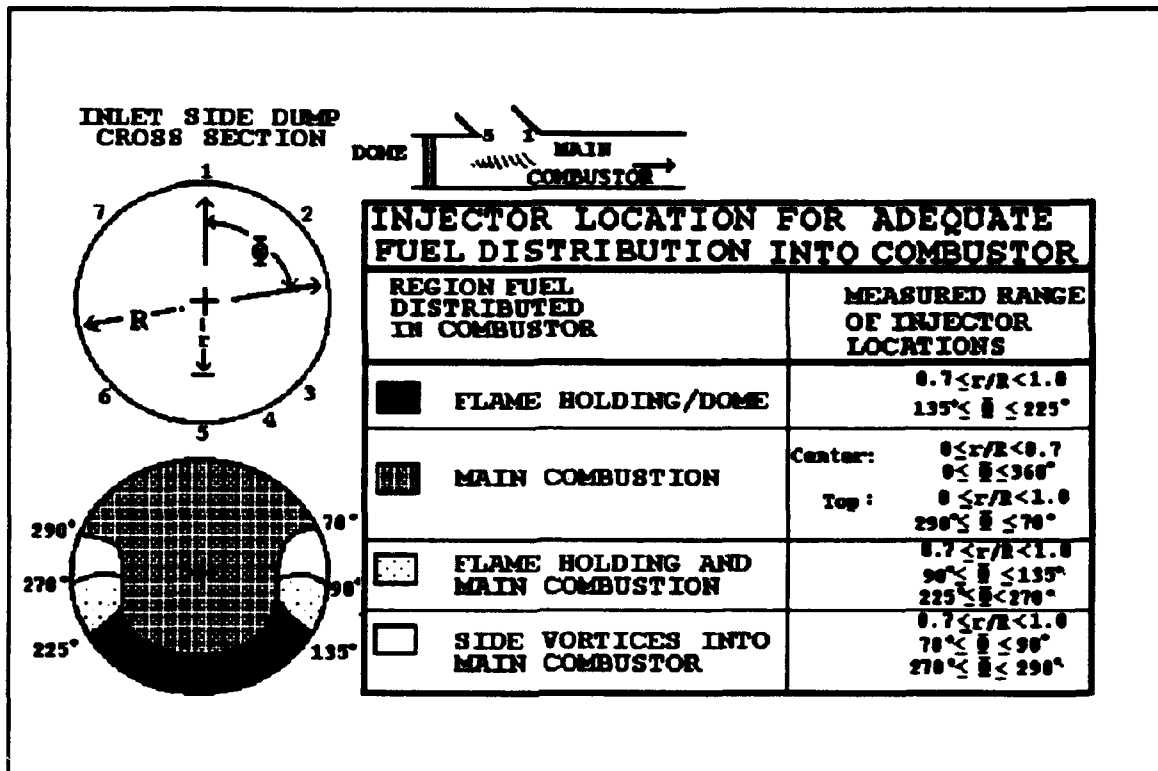 INLET SIDE DUMP
CROSS SECTION
1
2
3
4
5
6
7
Φ
R
r
DOME
5
1
MAIN
COMBUSTOR
INJECTOR LOCATION FOR ADEQUATE
FUEL DISTRIBUTION INTO COMBUSTOR
REGION FUEL
DISTRIBUTED
IN COMBUSTOR
MEASURED RANGE
OF INJECTOR
LOCATIONS
FLAME HOLDING/DOME
0.7≤r/R<1.0
135°≤ Φ ≤225°
MAIN COMBUSTION
Center: 0≤r/R<0.7
0≤ Φ ≤360°
Top: 0≤r/R<1.0
290°≤ Φ ≤70°
FLAME HOLDING AND
MAIN COMBUSTION
0.7≤r/R<1.0
90°≤ Φ ≤135°
225°≤ Φ<270°
SIDE VORTICES INTO
MAIN COMBUSTOR
0.7≤r/R<1.0
70°≤ Φ ≤90°
270°≤ Φ ≤ 290°
290°
70°
270°
90°
225°
135°